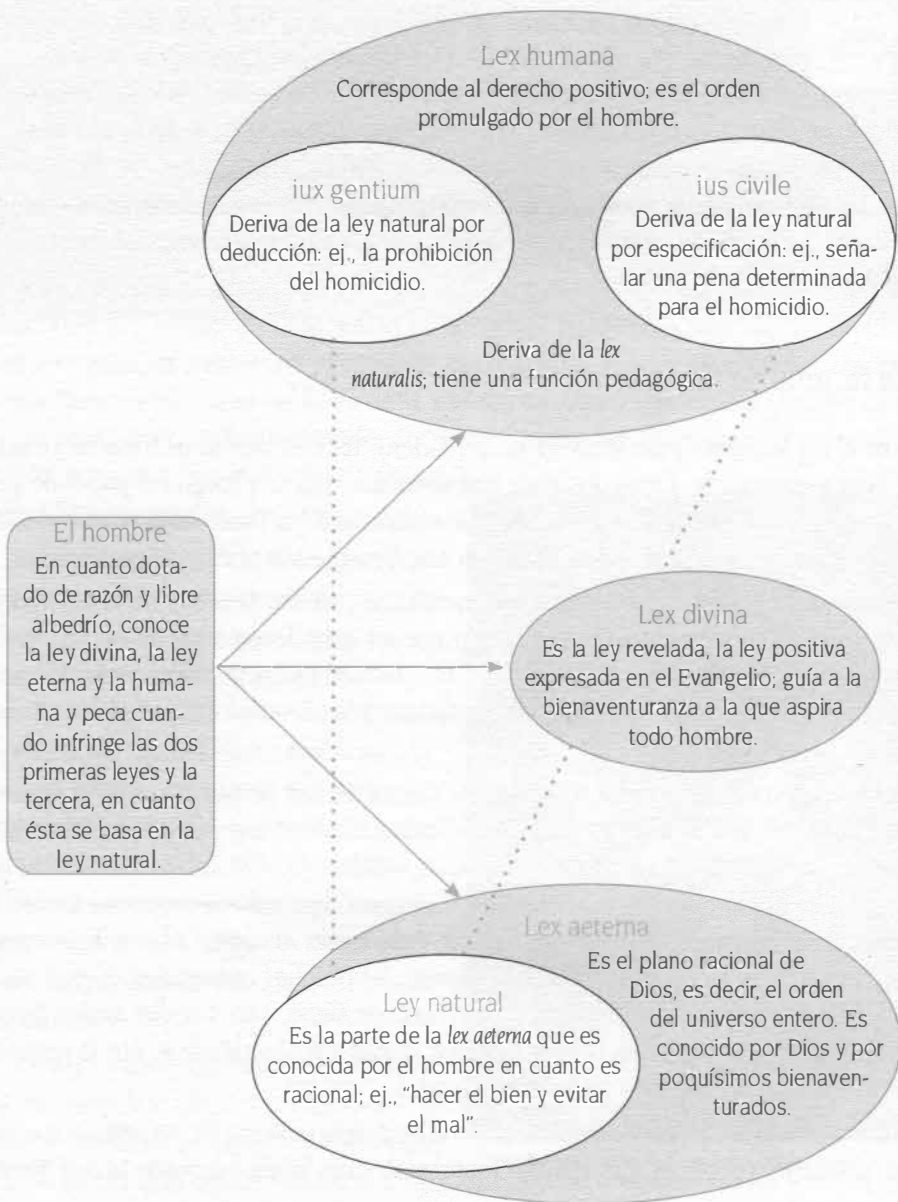 Lex humana
Corresponde al derecho positivo; es el orden
promulgado por el hombre.
iux gentium
Deriva de la ley natural por
deducción: ej., la prohibición
del homicidio.
ius civile
Deriva de la ley natural
por especificación: ej., seña-
lar una pena determinada
para el homicidio.
Deriva de la lex
naturalis; tiene una función pedagógica.
El hombre
En cuanto dota-
do de razón y libre
albedrío, conoce
la ley divina, la ley
eterna y la huma-
na y peca cuan-
do infringe las dos
primeras leyes y la
tercera, en cuanto
ésta se basa en la
ley natural.
Lex divina
Es la ley revelada, la ley positiva
expresada en el Evangelio; guía a la
bienaventuranza a la que aspira
todo hombre.
Lex aeterna
Es el plano racional de
Dios, es decir, el orden
del universo entero. Es
conocido por Dios y por
poquísimos bienaven-
turados.
Ley natural
Es la parte de la lex aeterna que es
conocida por el hombre en cuanto es
racional; ej., "hacer el bien y evitar
el mal".